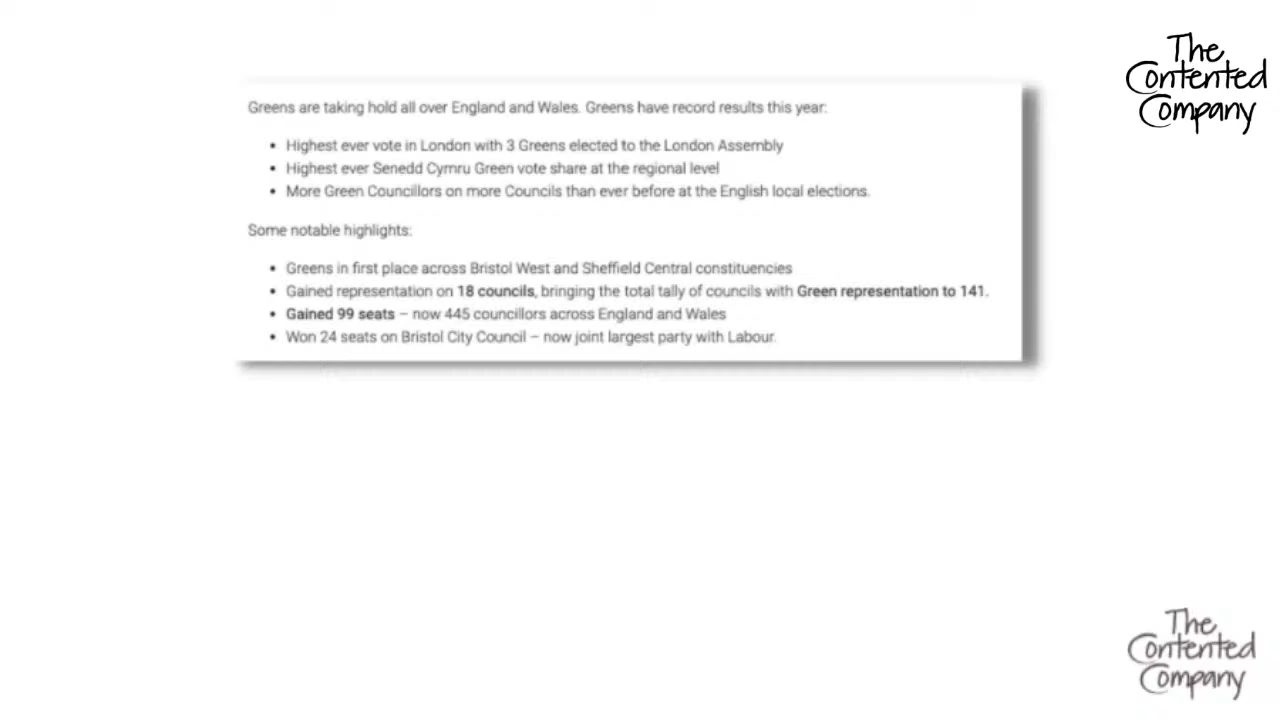 The
Contented
Company
Greens are taking hold all over England and Wales. Greens have record results this year:
• Highest ever vote in London with 3 Greens elected to the London Assembly
• Highest ever Senedd Cymru Green vote share at the regional level
• More Green Councillors on more Councils than ever before at the English local elections.
Some notable highlights:
• Greens in first place across Bristol West and Sheffield Central constituencies
• Gained representation on 18 councils, bringing the total tally of councils with Green representation to 141.
• Gained 99 seats – now 445 councillors across England and Wales
• Won 24 seats on Bristol City Council – now joint largest party with Labour.
The
Contented
Company